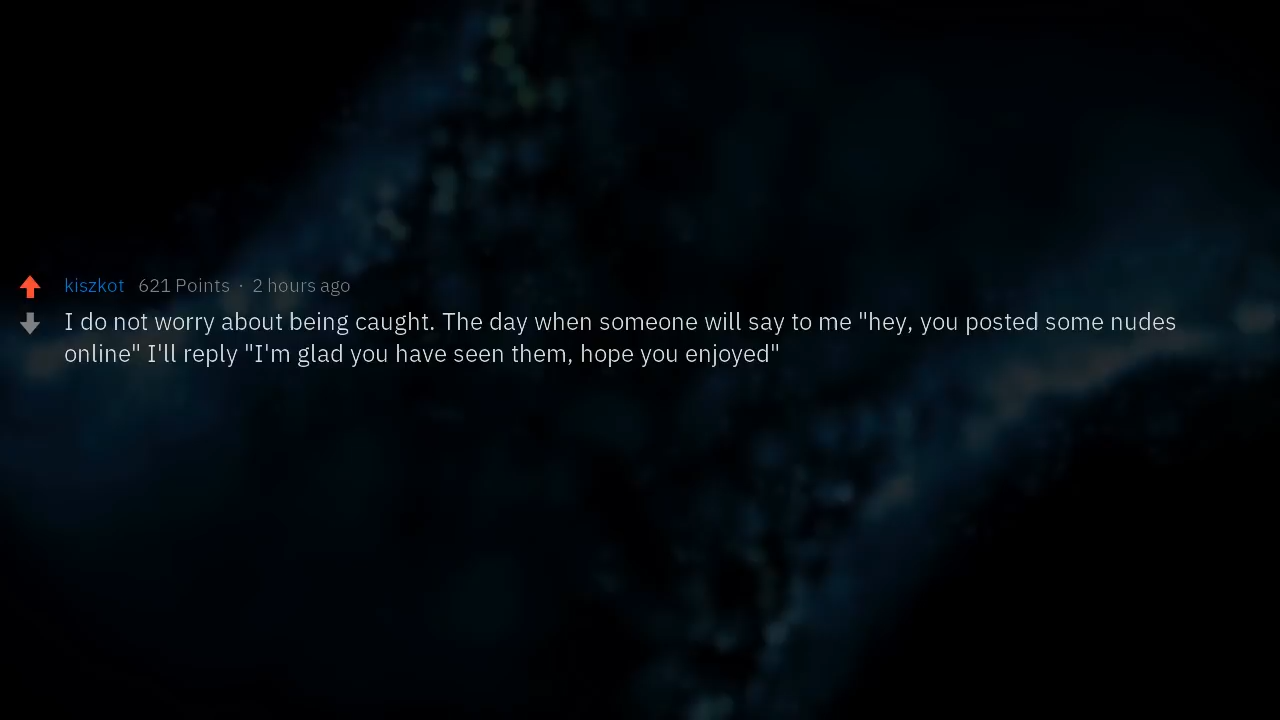 kiszkot 621 Points · 2 hours ago
I do not worry about being caught. The day when someone will say to me "hey, you posted some nudes
online" I'll reply "I'm glad you have seen them, hope you enjoyed"